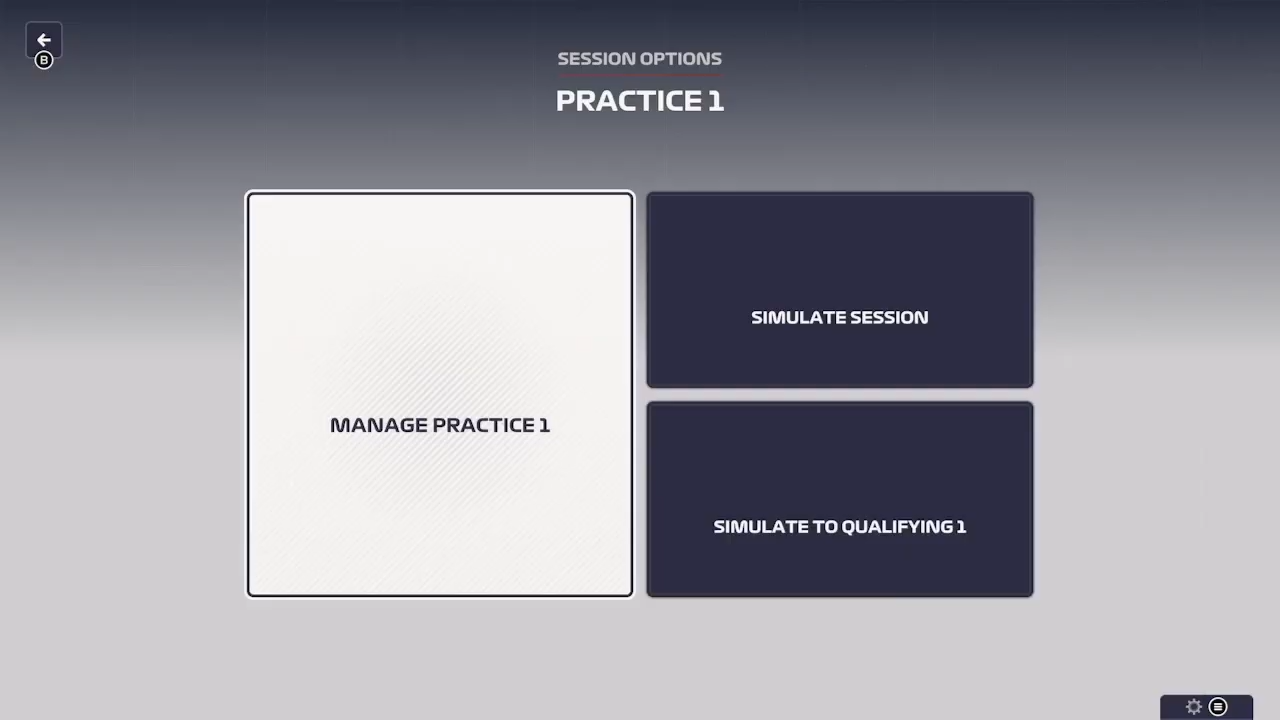 B
SESSION OPTIONS
PRACTICE 1
MANAGE PRACTICE 1
SIMULATE SESSION
SIMULATE TO QUALIFYING 1